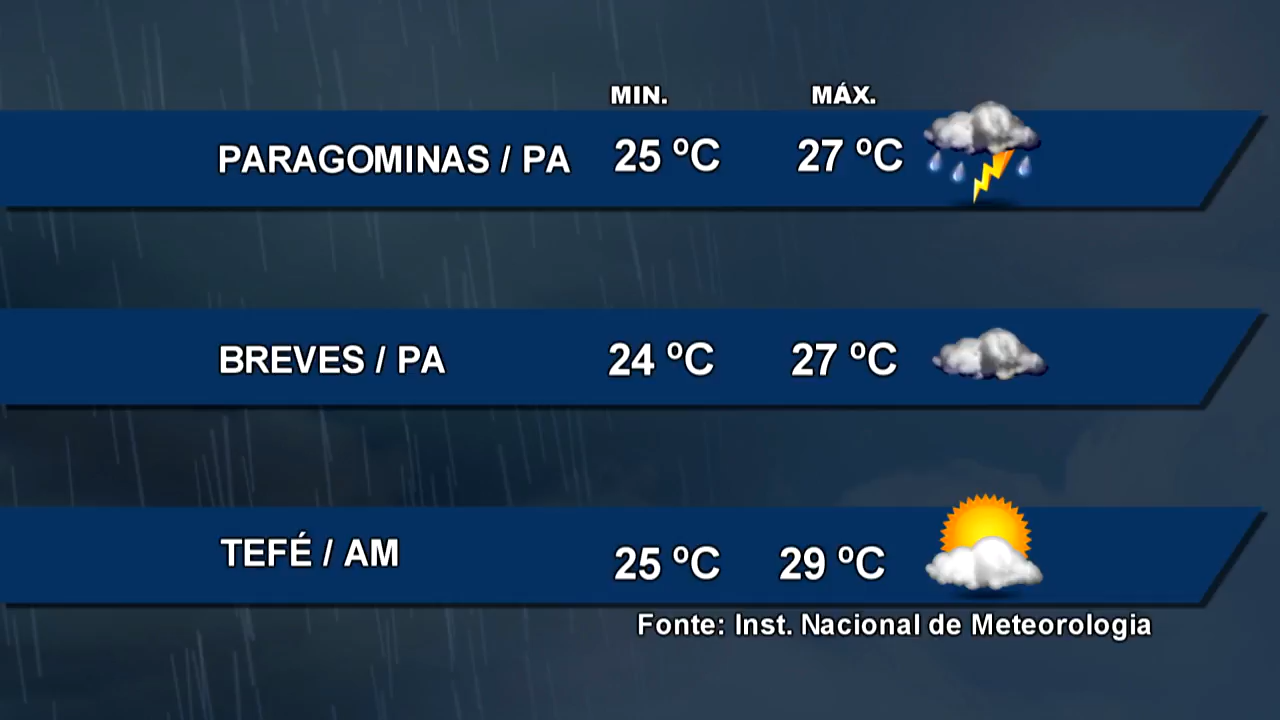 MIN. MÁX.
PARAGOMINAS / PA 25 ºC 27 ºC
BREVES / PA 24 ºC 27 ºC
TEFÉ / AM 25 ºC 29 ºC
Fonte: Inst. Nacional de Meteorologia